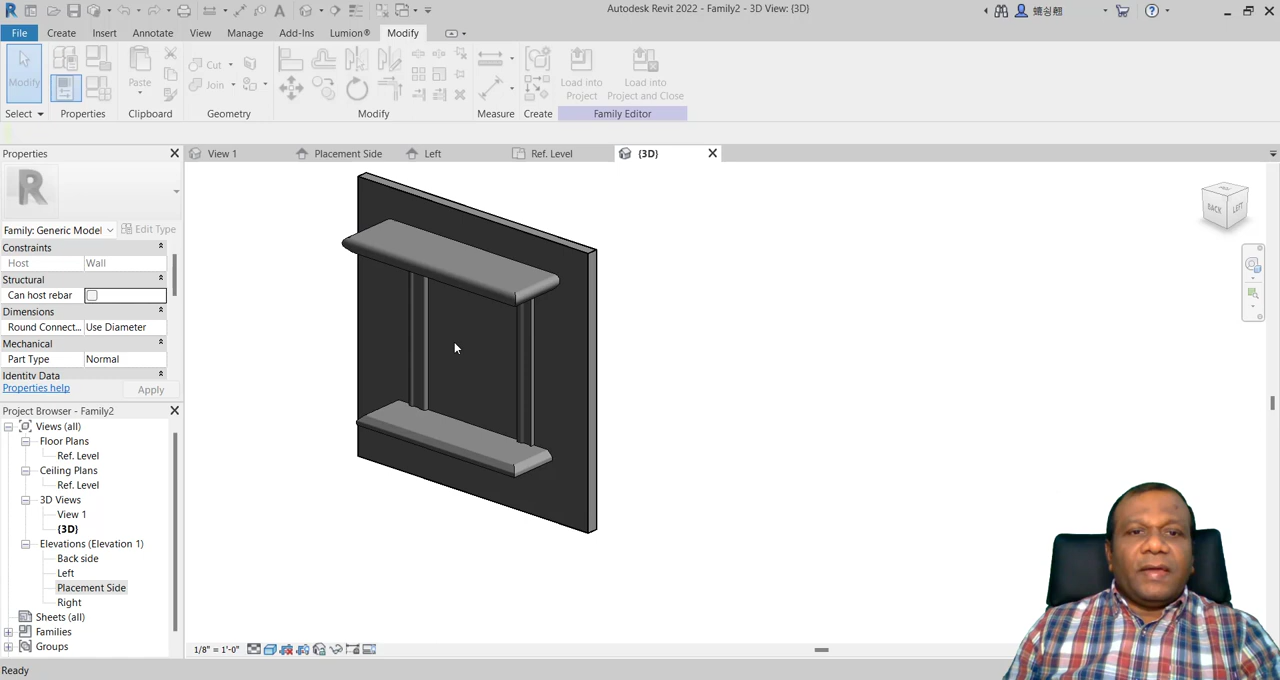 Autodesk Revit 2022 - Family2 - 3D View: {3D}
File Create Insert Annotate View Manage Add-Ins Lumion® Modify
Modify
Paste
Cut
Join
Load into
Project
Load into
Project and Close
Select Properties Clipboard Geometry Modify Measure Create Family Editor
Properties
View 1 Placement Side Left Ref. Level {3D}
R
Family: Generic Model
Edit Type
Constraints
Host Wall
Structural
Can host rebar
Dimensions
Round Connect... Use Diameter
Mechanical
Part Type Normal
Identity Data
Properties help
Apply
Project Browser - Family2
Views (all)
Floor Plans
Ref. Level
Ceiling Plans
Ref. Level
3D Views
View 1
{3D}
Elevations (Elevation 1)
Back side
Left
Placement Side
Right
Sheets (all)
Families
Groups
BACK LEFT
1/8" = 1'-0"
Ready